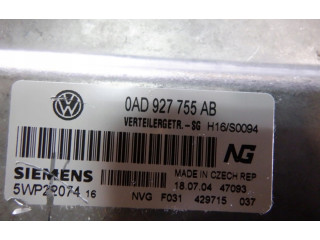 0AD 927 755 AB
VERTEILERGETR.-SG H16/S0094
NG
SIEMENS MADE IN CZECH REP
5WP22074 16 18.07.04 47093
NVG F031 429715 037